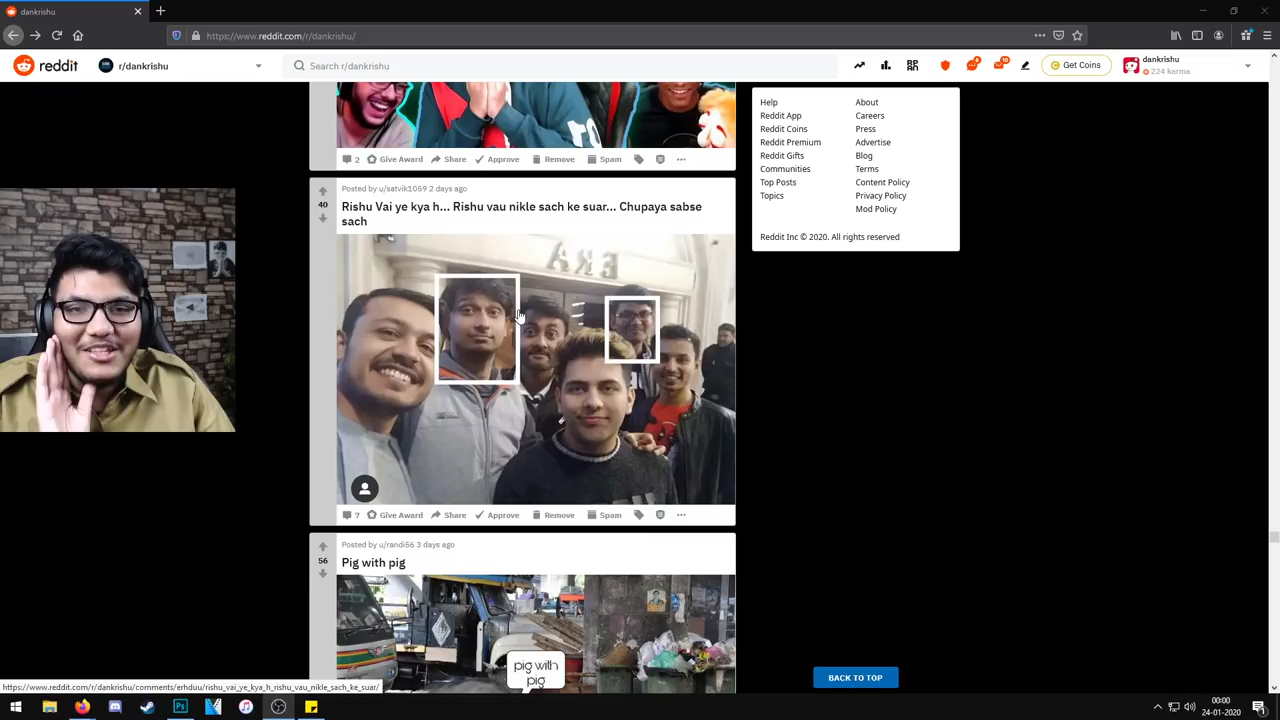 dankrishu
https://www.reddit.com/r/dankrishu/
reddit
r/dankrishu
Search r/dankrishu
Get Coins
dankrishu
224 karma
2 Give Award Share Approve Remove Spam
Posted by u/satvik1059 2 days ago
40
Rishu Vai ye kya h... Rishu vau nikle sach ke suar... Chupaya sabse
sach
7 Give Award Share Approve Remove Spam
Posted by u/randi56 3 days ago
56
Pig with pig
pig with
pig
Help About
Reddit App Careers
Reddit Coins Press
Reddit Premium Advertise
Reddit Gifts Blog
Communities Terms
Top Posts Content Policy
Topics Privacy Policy
Mod Policy
Reddit Inc © 2020. All rights reserved
BACK TO TOP
https://www.reddit.com/r/dankrishu/comments/erhduu/rishu_vai_ye_kya_h_rishu_vau_nikle_sach_ke_suar/
00:00
24-01-2020